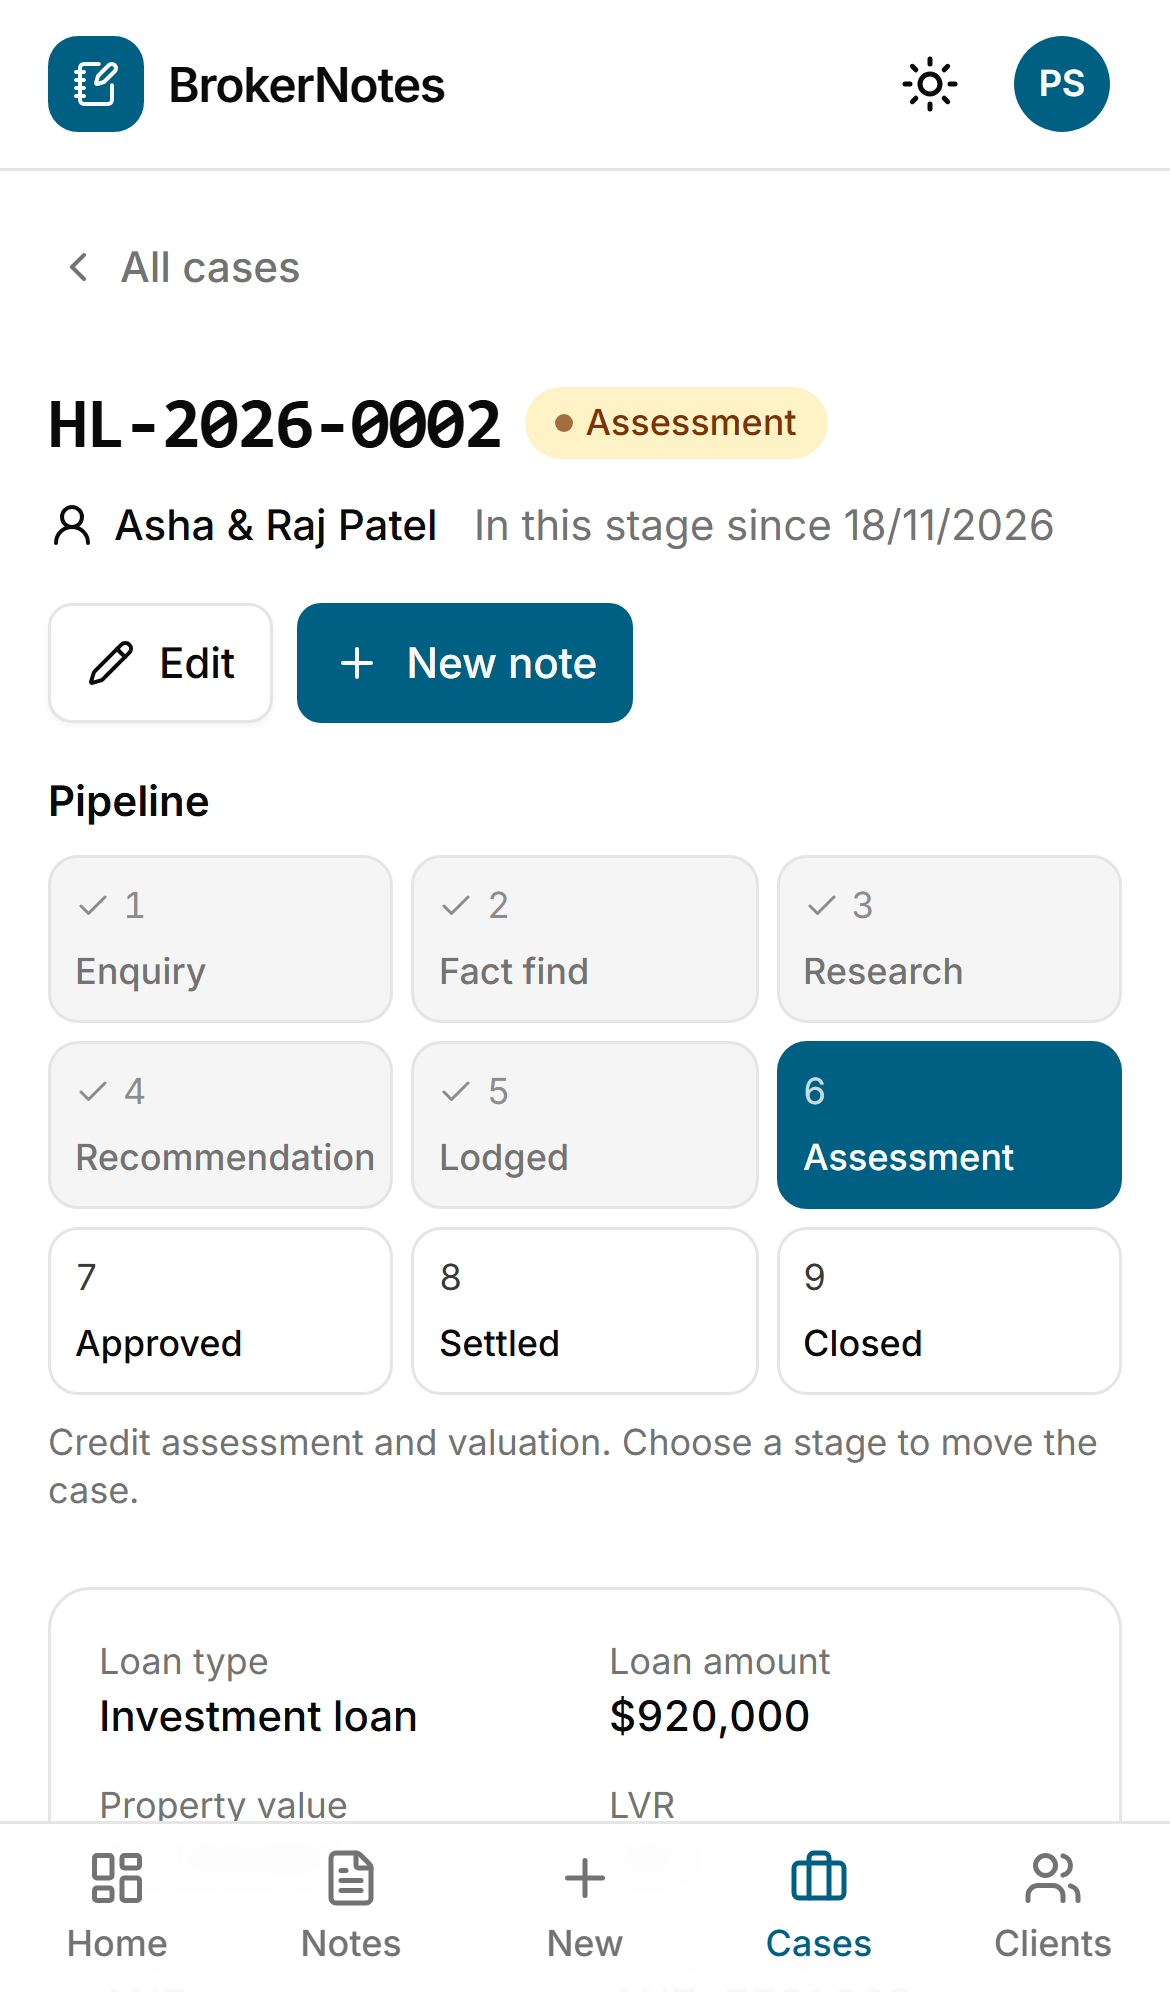 BrokerNotes
PS
All cases
HL-2026-0002
Assessment
Asha & Raj Patel
In this stage since 18/11/2026
Edit
New note
Pipeline
1
Enquiry
2
Fact find
3
Research
4
Recommendation
5
Lodged
6
Assessment
7
Approved
8
Settled
9
Closed
Credit assessment and valuation. Choose a stage to move the
case.
Loan type
Investment loan
Loan amount
$920,000
Property value
LVR
Home
Notes
New
Cases
Clients